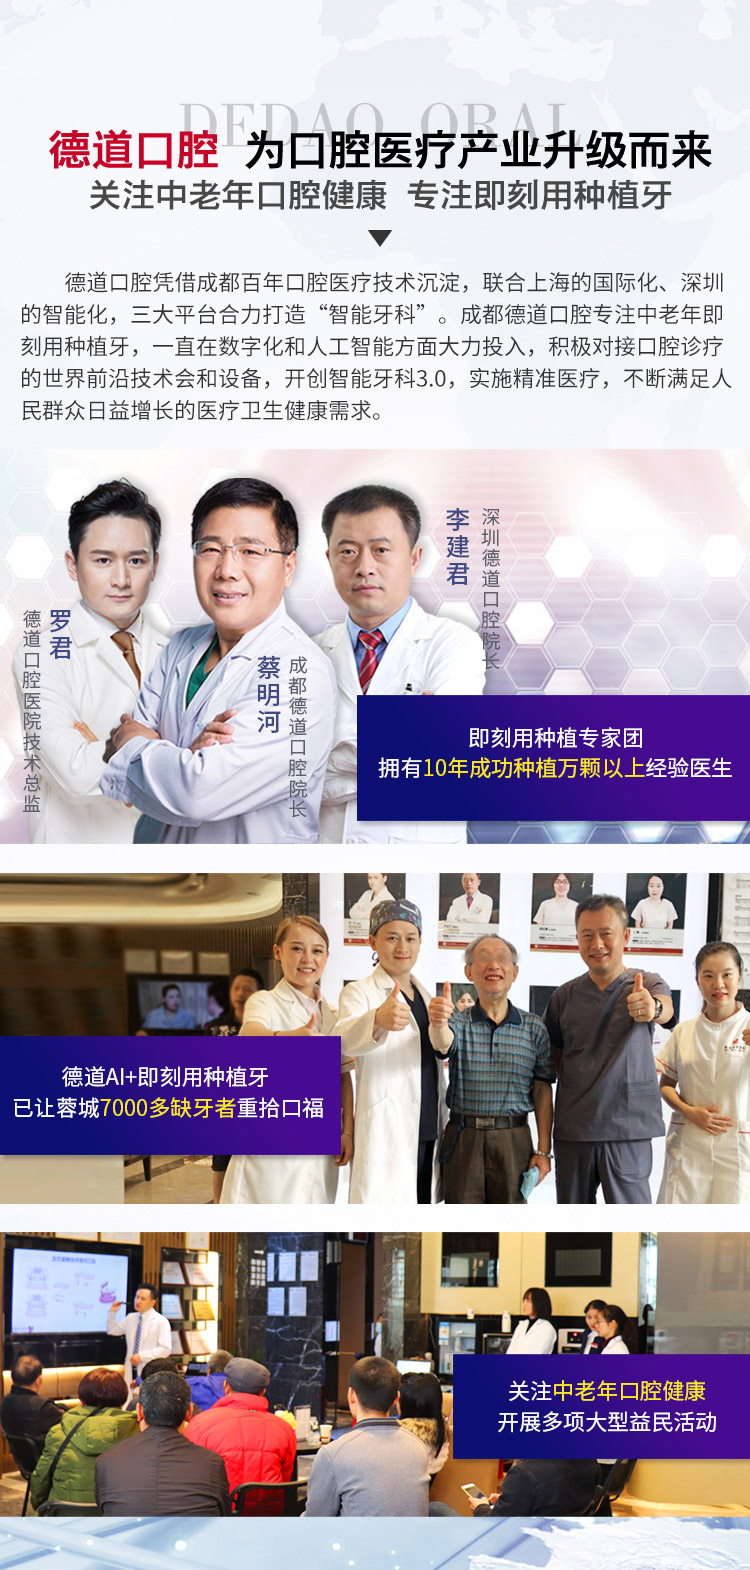 DEDAO ORAL
德道口腔 为口腔医疗产业升级而来
关注中老年口腔健康 专注即刻用种植牙
德道口腔凭借成都百年口腔医疗技术沉淀，联合上海的国际化、深圳
的智能化，三大平台合力打造“智能牙科”。成都德道口腔专注中老年即
刻用种植牙，一直在数字化和人工智能方面大力投入，积极对接口腔诊疗
的世界前沿技术会和设备，开创智能牙科3.0，实施精准医疗，不断满足人
民群众日益增长的医疗卫生健康需求。
李建君
深圳德道口腔院长
罗君
德道口腔医院技术总监
蔡明河
成都德道口腔院长
即刻用种植专家团
拥有10年成功种植万颗以上经验医生
德道AI+即刻用种植牙
已让蓉城7000多缺牙者重拾口福
关注中老年口腔健康
开展多项大型益民活动